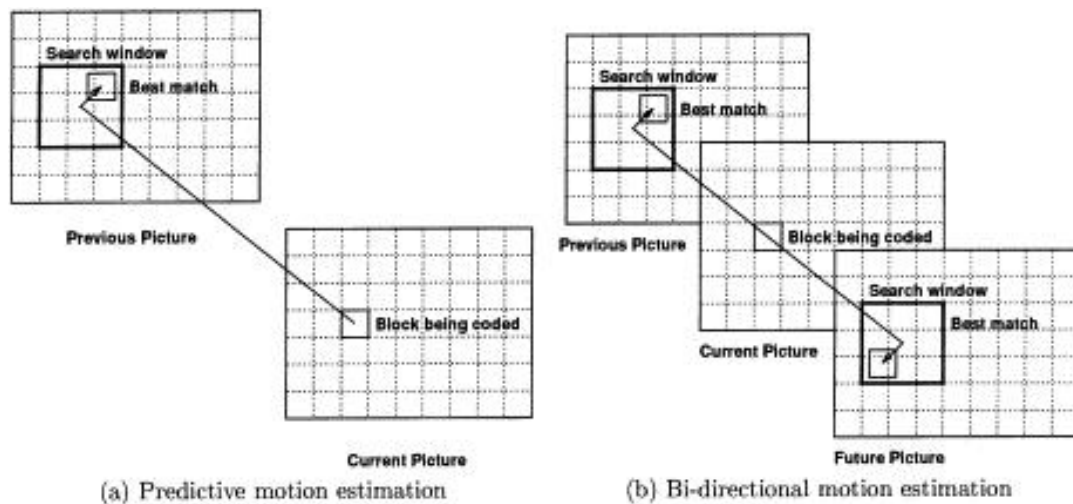 Search window
Best match
Previous Picture
Block being coded
Current Picture
(a) Predictive motion estimation
Search window
Best match
Previous Picture
Block being coded
Current Picture
Search window
Best match
Future Picture
(b) Bi-directional motion estimation